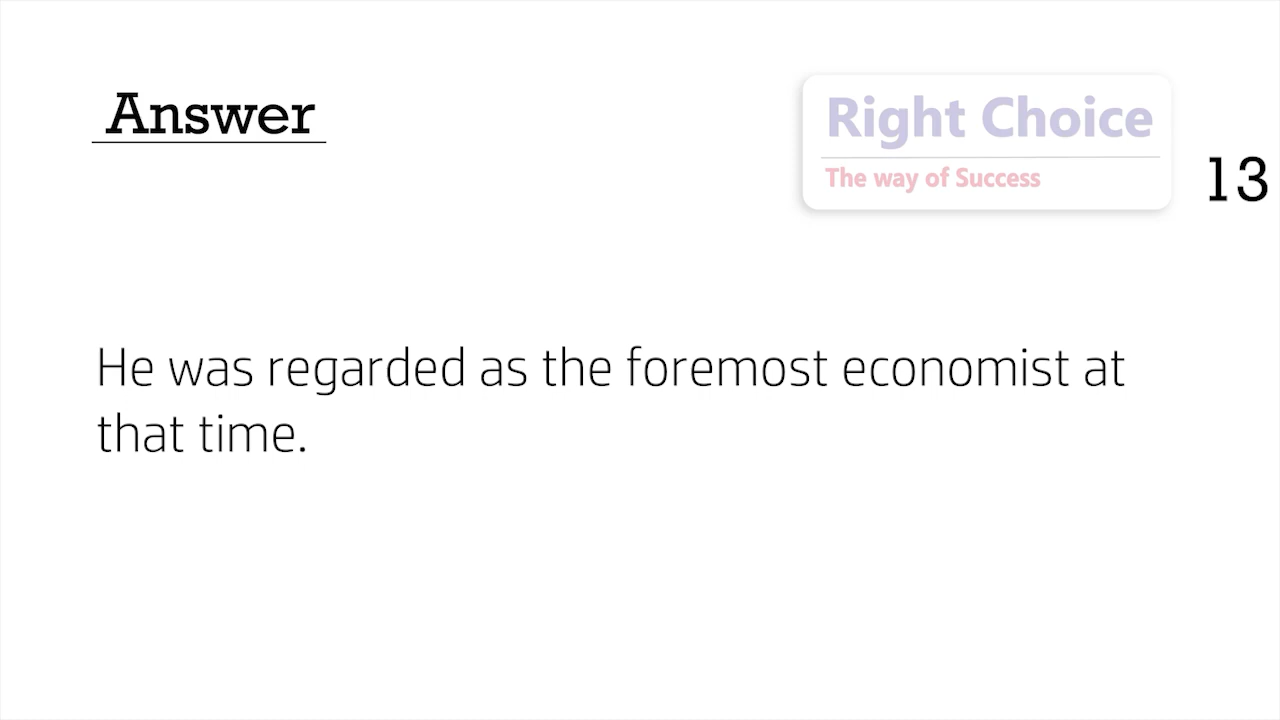 Answer
Right Choice
The way of Success
13
He was regarded as the foremost economist at
that time.